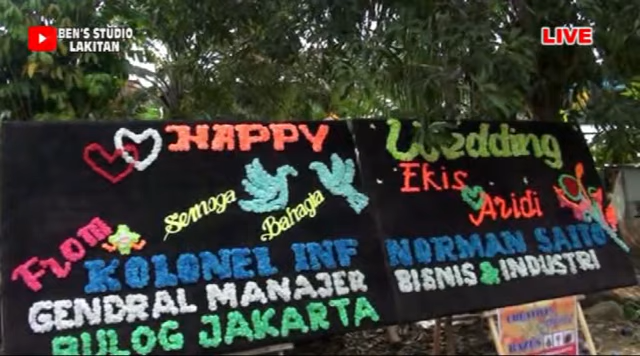 BEN'S STUDIO
LAKITAN
LIVE
HAPPY Wedding
Ekis
Aridi
Semoga
Bahagia
From
KOLONEL INF NORMAN SAITO
GENDRAL MANAJER BISNIS & INDUSTRI
BULOG JAKARTA